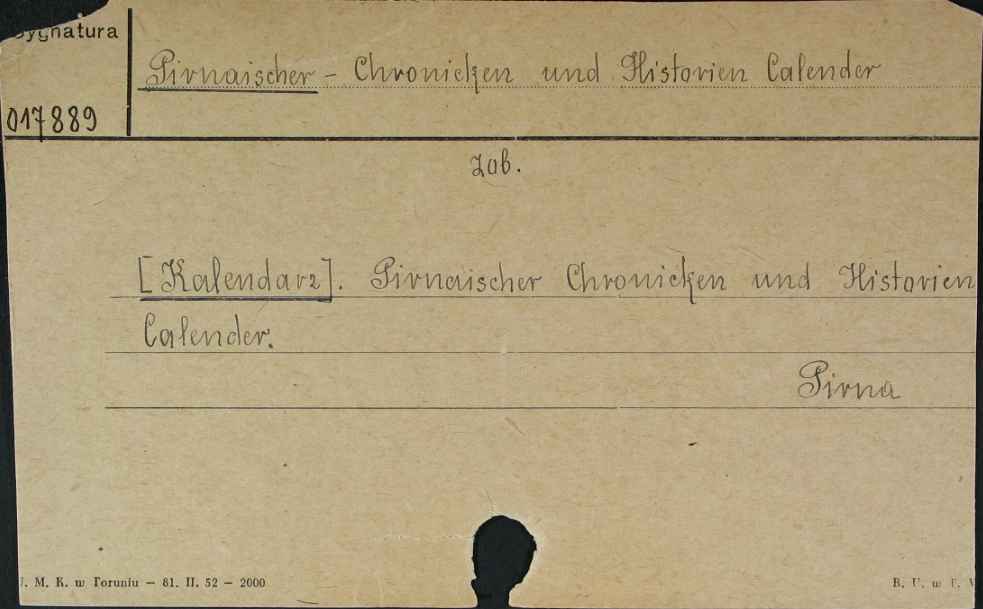 Sygnatura
Pirnaischer - Chronicken und Historien Calender
017889
zob.
[Kalendarz]. Pirnaischer Chronicken und Historien
Calender.
Pirna
. M. K. w Toruniu — 81. II. 52 — 2000
B. U. w T.